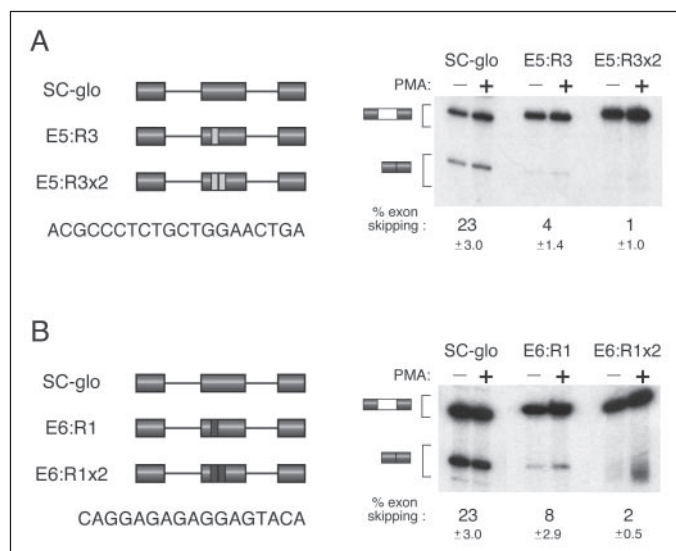 A
SC-glo E5:R3 E5:R3x2
PMA: — + — + — +
SC-glo
E5:R3
E5:R3x2
ACGCCCTCTGCTGGAACTGA
% exon
skipping : 23 4 1
±3.0 ±1.4 ±1.0
B
SC-glo E6:R1 E6:R1x2
PMA: — + — + — +
SC-glo
E6:R1
E6:R1x2
CAGGAGAGAGGAGTACA
% exon
skipping : 23 8 2
±3.0 ±2.9 ±0.5